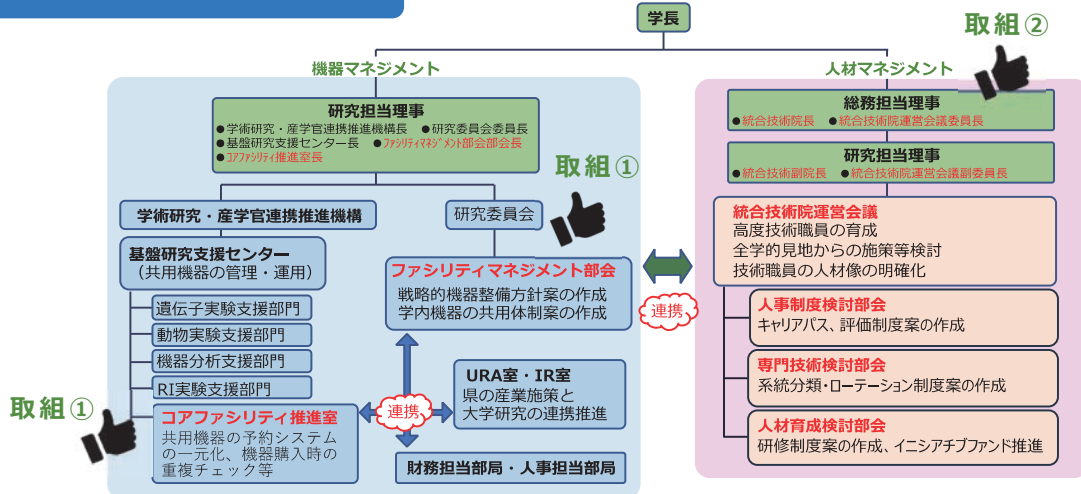 学長
取組②
機器マネジメント
人材マネジメント
研究担当理事
●学術研究・産学官連携推進機構長 ●研究委員会委員長
●基盤研究支援センター長 ●ファシリティマネジメント部会部会長
●コアファシリティ推進室長
総務担当理事
●統合技術院長 ●統合技術院運営会議委員長
研究担当理事
●統合技術副院長 ●統合技術院運営会議副委員長
取組①
学術研究・産学官連携推進機構
研究委員会
基盤研究支援センター
(共用機器の管理・運用)
遺伝子実験支援部門
動物実験支援部門
機器分析支援部門
RI実験支援部門
取組①
コアファシリティ推進室
共用機器の予約システム
の一元化、機器購入時の
重複チェック等
ファシリティマネジメント部会
戦略的機器整備方針案の作成
学内機器の共用体制案の作成
連携
URA室・IR室
県の産業施策と
大学研究の連携推進
連携
財務担当部局・人事担当部局
統合技術院運営会議
高度技術職員の育成
全学的見地からの施策等検討
技術職員の人材像の明確化
人事制度検討部会
キャリアパス、評価制度案の作成
専門技術検討部会
系統分類・ローテーション制度案の作成
人材育成検討部会
研修制度案の作成、イニシアチブファンド推進